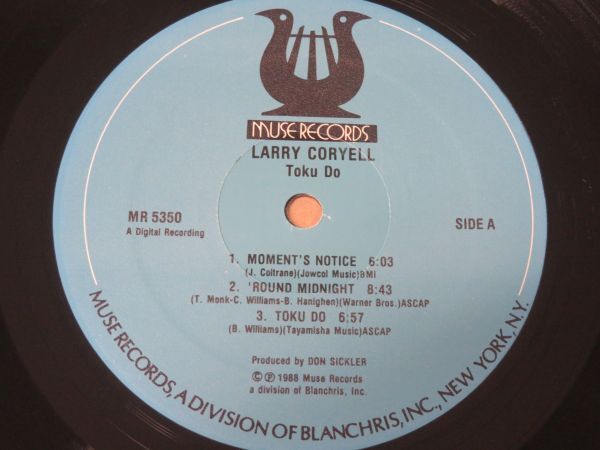 MUSE RECORDS
LARRY CORYELL
Toku Do
MR 5350
A Digital Recording
SIDE A
1. MOMENT'S NOTICE 6:03
(J. Coltrane)(Jowcol Music)BMI
2. 'ROUND MIDNIGHT 8:43
(T. Monk-C. Williams-B. Hanighen)(Warner Bros.)ASCAP
3. TOKU DO 6:57
(B. Williams)(Tayamisha Music)ASCAP
Produced by DON SICKLER
© ℗ 1988 Muse Records
a division of Blanchris, Inc.
MUSE RECORDS, A DIVISION OF BLANCHRIS, INC., NEW YORK, N.Y.